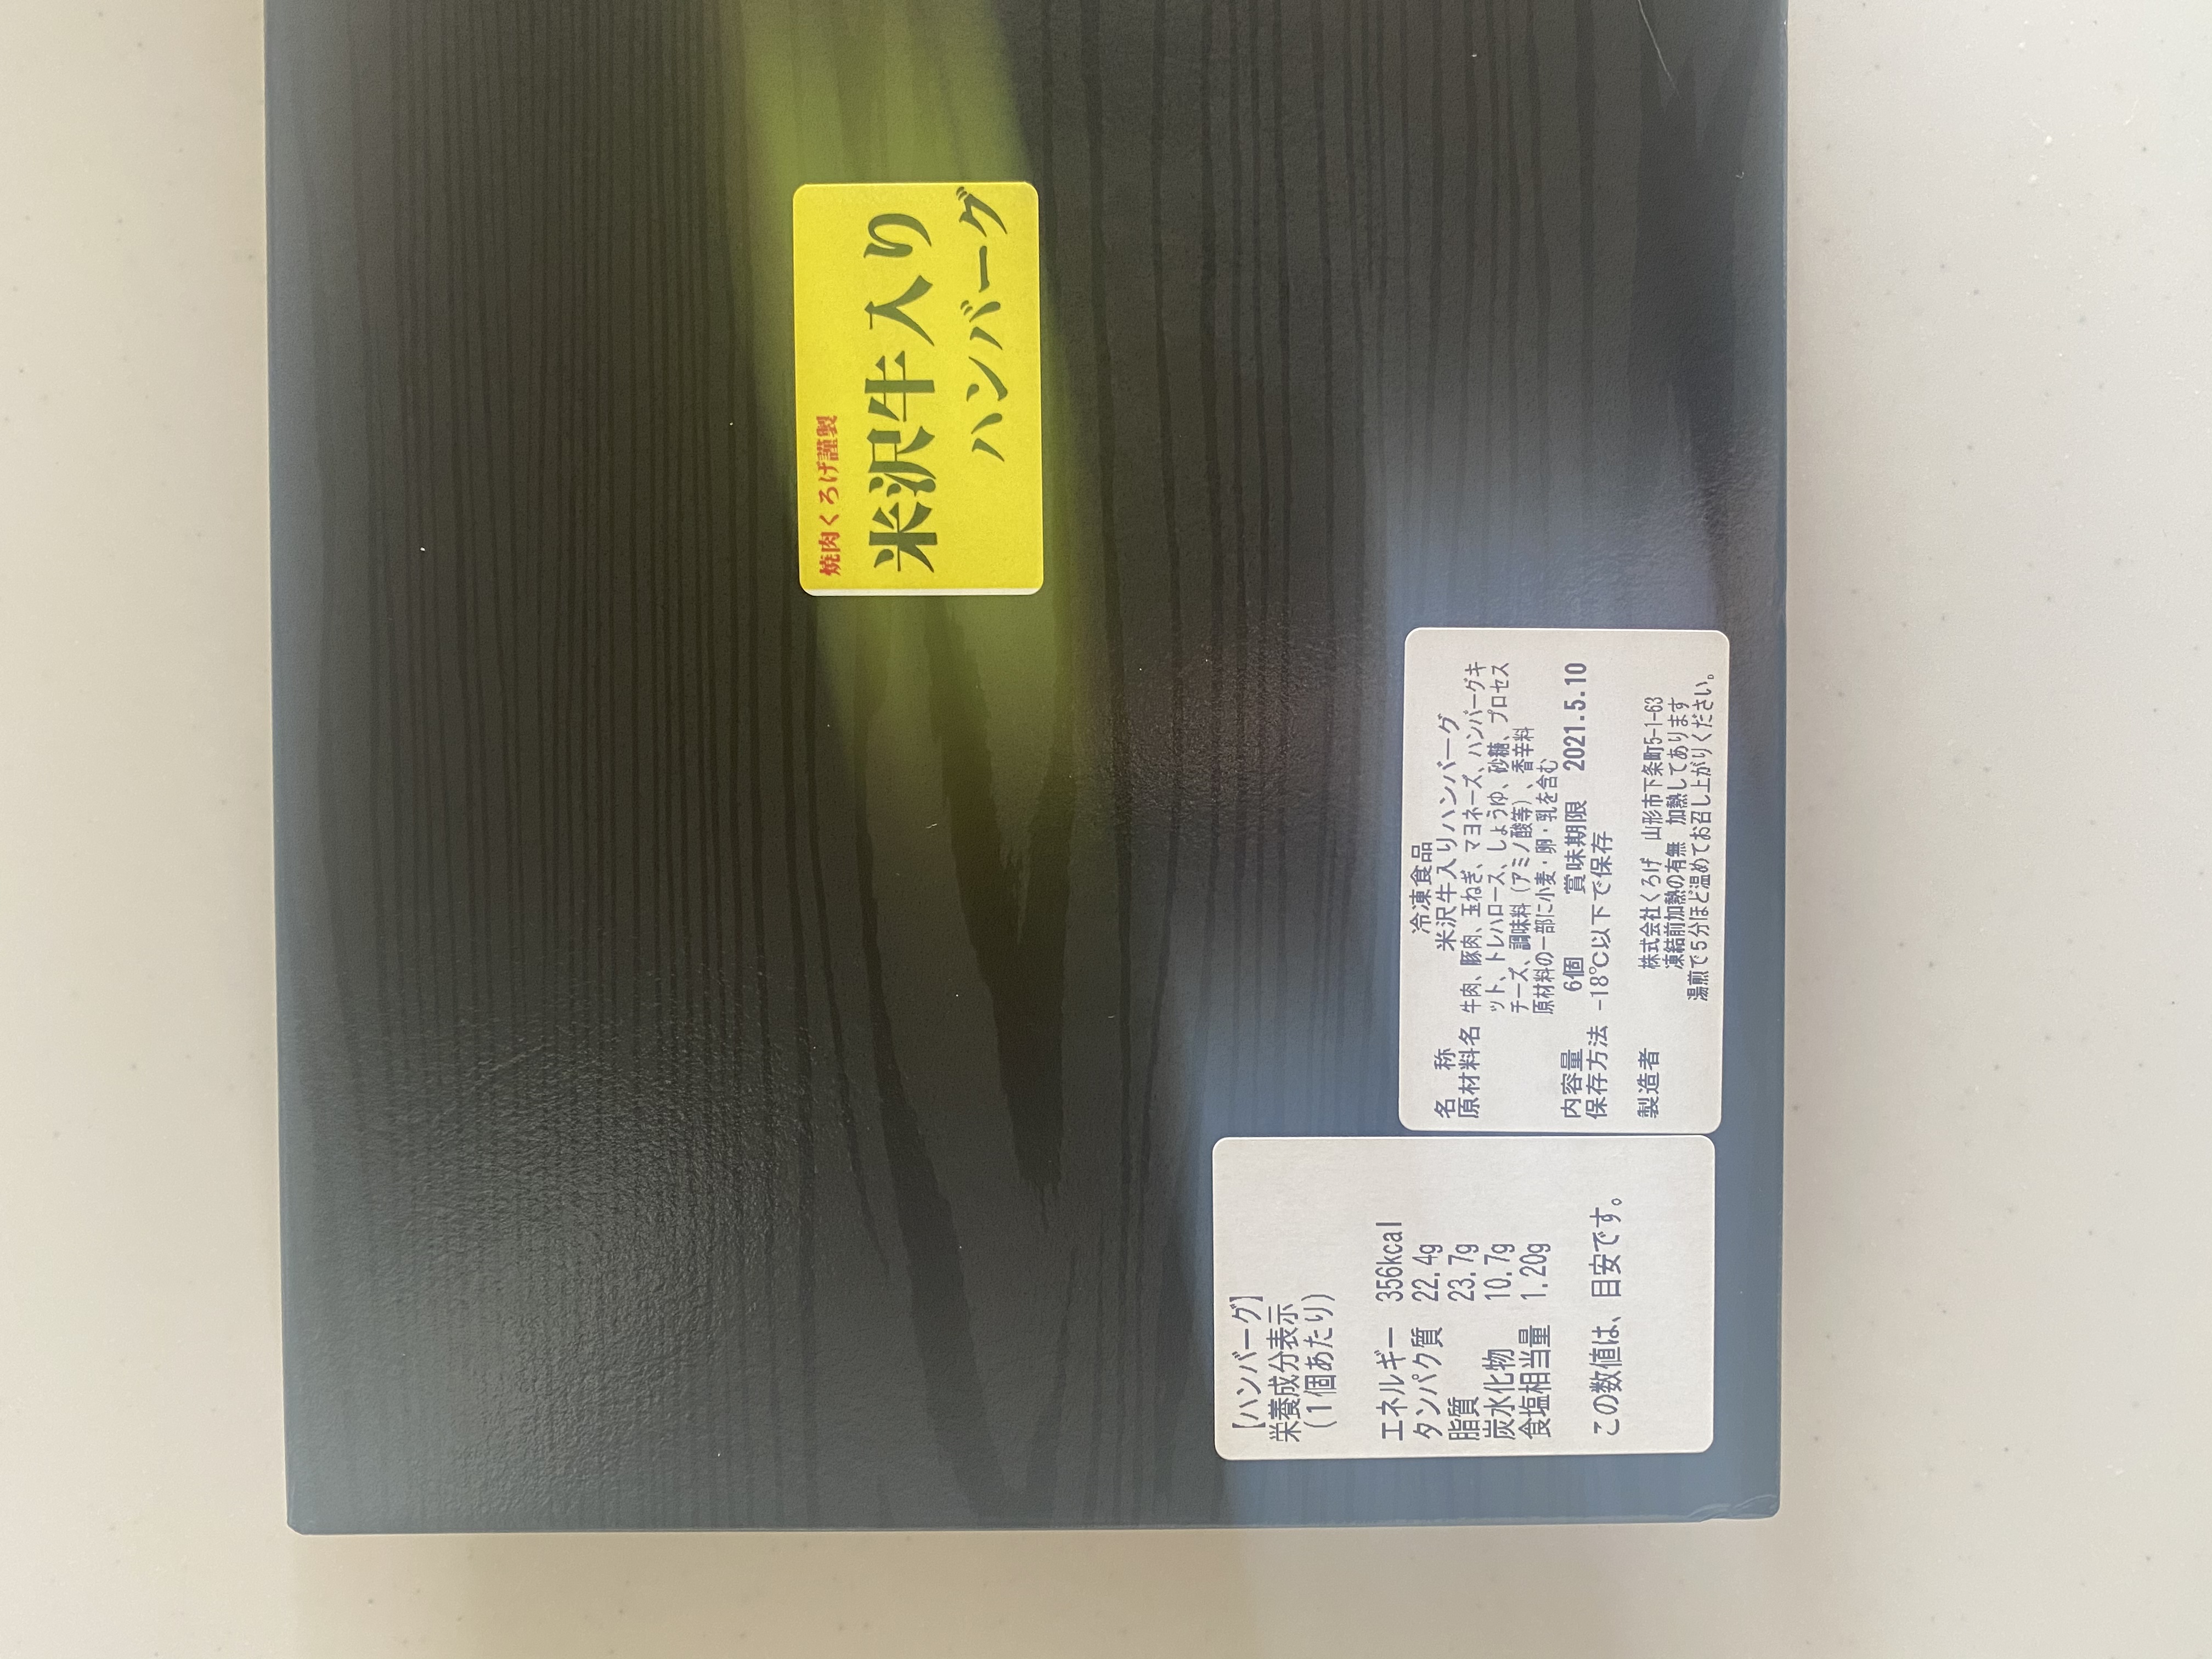 焼肉くろげ謹製
米沢牛入り
ハンバーグ
冷凍食品
名　称　米沢牛入りハンバーグ
原材料名　牛肉、豚肉、玉ねぎ、マヨネーズ、ハンバーグキ
ット、トレハロース、しょうゆ、砂糖、プロセス
チーズ、調味料（アミノ酸等）、香辛料
原材料の一部に小麦・卵・乳を含む
内容量　6個　賞味期限　2021.5.10
保存方法　-18℃以下で保存
製造者　株式会社くろげ　山形市下条町5-1-63
凍結前加熱の有無　加熱してあります
湯煎で５分ほど温めてお召し上がりください。
【ハンバーグ】
栄養成分表示
（１個あたり）
エネルギー　356kcal
タンパク質　22.4g
脂質　23.7g
炭水化物　10.7g
食塩相当量　1.20g
この数値は、目安です。